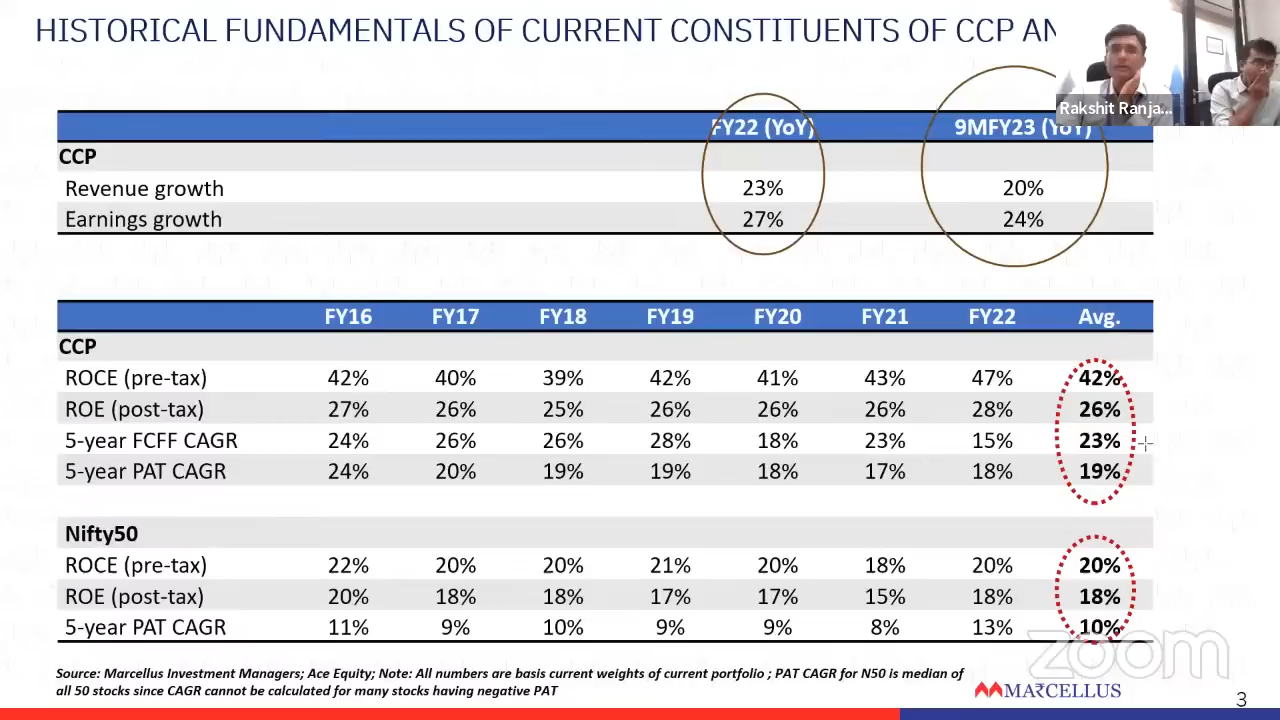 HISTORICAL FUNDAMENTALS OF CURRENT CONSTITUENTS OF CCP
Rakshit Ranja...
FY22 (YoY) 9MFY23 (YoY)
CCP
Revenue growth 23% 20%
Earnings growth 27% 24%
FY16 FY17 FY18 FY19 FY20 FY21 FY22 Avg.
CCP
ROCE (pre-tax) 42% 40% 39% 42% 41% 43% 47% 42%
ROE (post-tax) 27% 26% 25% 26% 26% 26% 28% 26%
5-year FCFF CAGR 24% 26% 26% 28% 18% 23% 15% 23%
5-year PAT CAGR 24% 20% 19% 19% 18% 17% 18% 19%
Nifty50
ROCE (pre-tax) 22% 20% 20% 21% 20% 18% 20% 20%
ROE (post-tax) 20% 18% 18% 17% 17% 15% 18% 18%
5-year PAT CAGR 11% 9% 10% 9% 9% 8% 13% 10%
zoom
Source: Marcellus Investment Managers; Ace Equity; Note: All numbers are basis current weights of current portfolio ; PAT CAGR for N50 is median of
all 50 stocks since CAGR cannot be calculated for many stocks having negative PAT
MARCELLUS
3